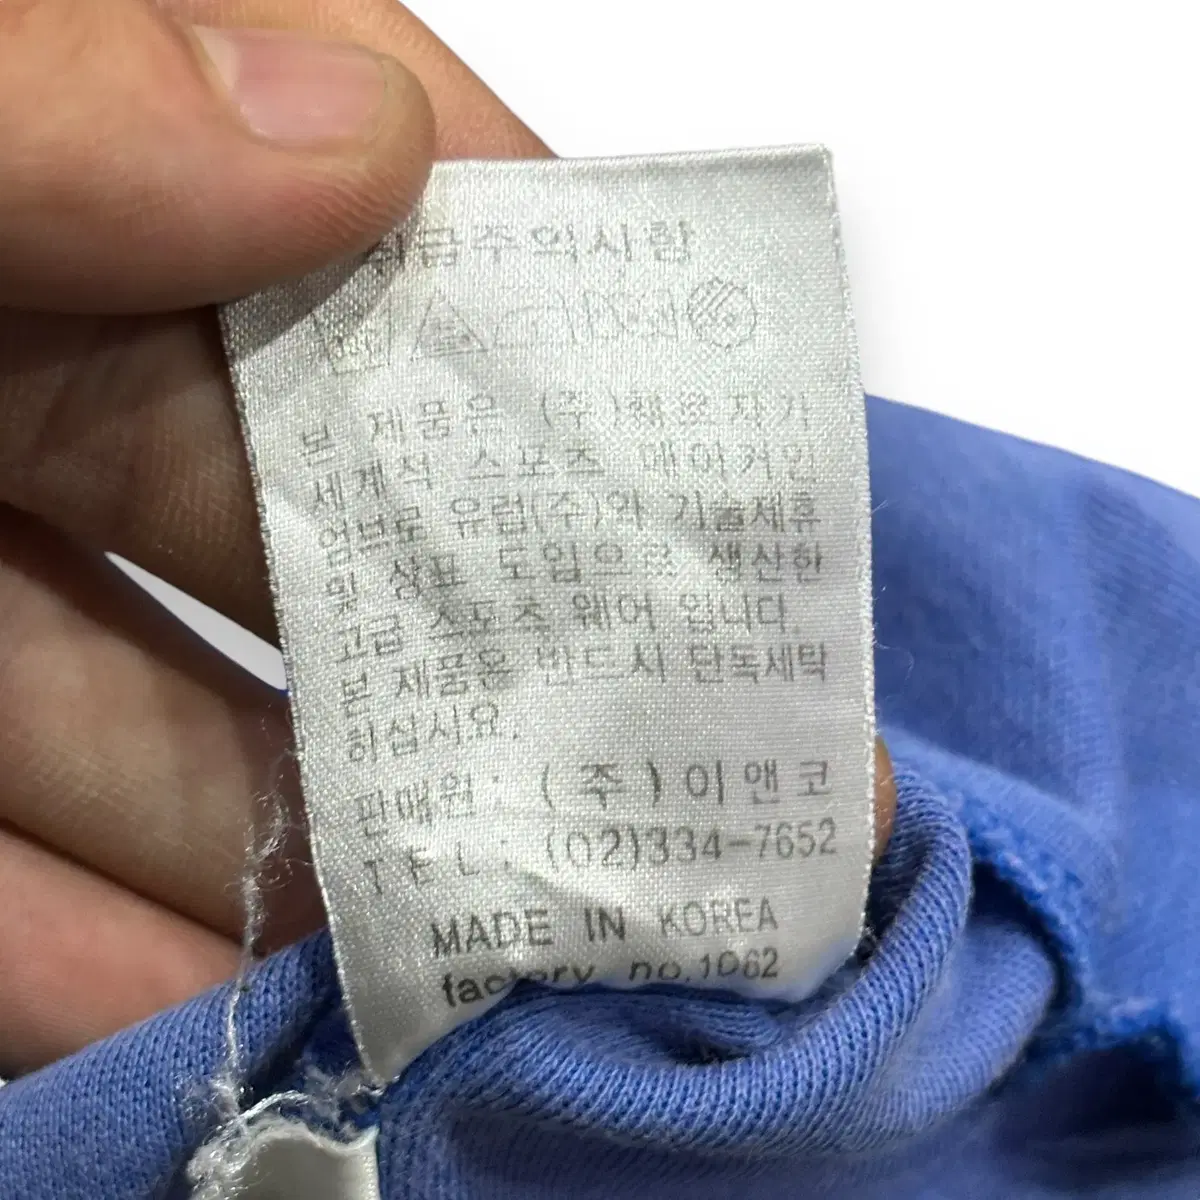 취급주의사항
본 제품은 (주)훼르자가
세계적 스포츠 메이커인
엄브로 유럽(주)와 기술제휴
및 상표 도입으로 생산한
고급 스포츠 웨어 입니다.
본 제품은 반드시 단독세탁
하십시요.
판매원: (주)이앤코
TEL: (02)334-7652
MADE IN KOREA
factory no.1062